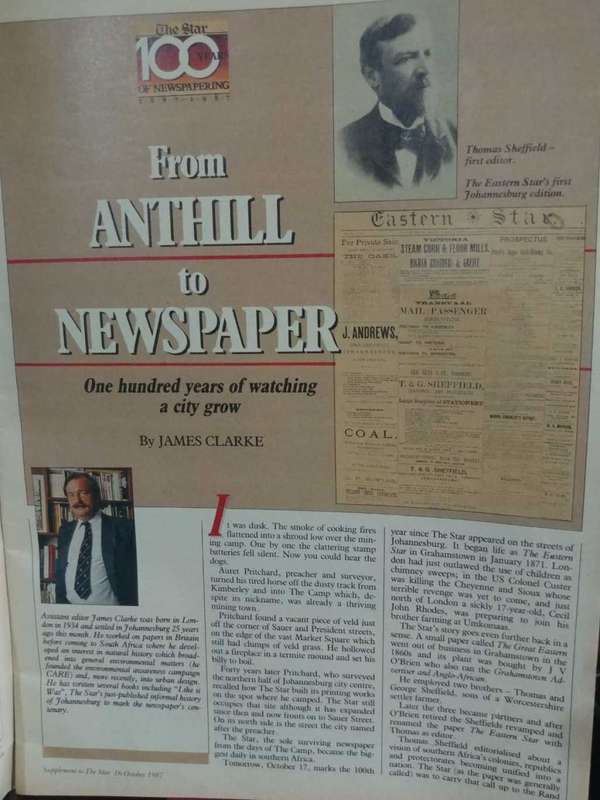 The Star
100
YEARS
OF NEWSPAPERING
1887-1987
Thomas Sheffield –
first editor.
The Eastern Star's first
Johannesburg edition.
From
ANTHILL
to
NEWSPAPER
One hundred years of watching
a city grow
By JAMES CLARKE
Eastern Star
For Private Sale
THE OAKS
J. ANDREWS,
COAL.
VICTORIA
STEAM CORN & FLOUR MILLS.
TRANSVAAL
MAIL PASSENGER
T. & G. SHEFFIELD,
T. & G. SHEFFIELD,
PROSPECTUS
Assistant editor James Clarke was born in Lon-
don in 1934 and settled in Johannesburg 25 years
ago this month. He worked on papers in Britain
before coming to South Africa where he devel-
oped an interest in natural history which broad-
ened into general environmental matters (he
founded the environmental awareness campaign
CARE) and, more recently, into urban design.
He has written several books including "Like it
Was", The Star's just-published informal history
of Johannesburg to mark the newspaper's cen-
tenary.
It was dusk. The smoke of cooking fires
flattened into a shroud low over the min-
ing camp. One by one the clattering stamp
butteries fell silent. Now you could hear the
dogs.
Auret Pritchard, preacher and surveyor,
turned his tired horse off the dusty track from
Kimberley and into The Camp which, de-
spite its nickname, was already a thriving
mining town.
Pritchard found a vacant piece of veld just
off the corner of Sauer and President streets,
on the edge of the vast Market Square which
still had clumps of veld grass. He hollowed
out a fireplace in a termite mound and set his
billy to boil.
Forty years later Pritchard, who surveyed
the northern half of Johannesburg city centre,
recalled how The Star built its printing works
on the spot where he camped. The Star still
occupies that site although it has expanded
since then and now fronts on to Sauer Street.
On its north side is the street the city named
after the preacher.
The Star, the sole surviving newspaper
from the days of The Camp, became the big-
gest daily in southern Africa.
Tomorrow, October 17, marks the 100th
year since The Star appeared on the streets of
Johannesburg. It began life as The Eastern
Star in Grahamstown in January 1871. Lon-
don had just outlawed the use of children as
chimney sweeps; in the US Colonel Custer
was killing the Cheyenne and Sioux whose
terrible revenge was yet to come, and just
north of London a sickly 17-year-old, Cecil
John Rhodes, was preparing to join his
brother farming at Umkomaas.
The Star's story goes even further back in a
sense. A small paper called The Great Eastern
went out of business in Grahamstown in the
1860s and its plant was bought by J V
O'Brien who also ran the Grahamstown Ad-
vertiser and Anglo-African.
He employed two brothers – Thomas and
George Sheffield, sons of a Worcestershire
settler farmer.
Later the three became partners and after
O'Brien retired the Sheffields revamped and
renamed the paper The Eastern Star with
Thomas as editor.
Thomas Sheffield editorialised about a
vision of southern Africa's colonies, republics
and protectorates becoming unified into a
nation. The Star (as the paper was generally
called) was to carry that call up to the Rand
Supplement to The Star 16 October 1987